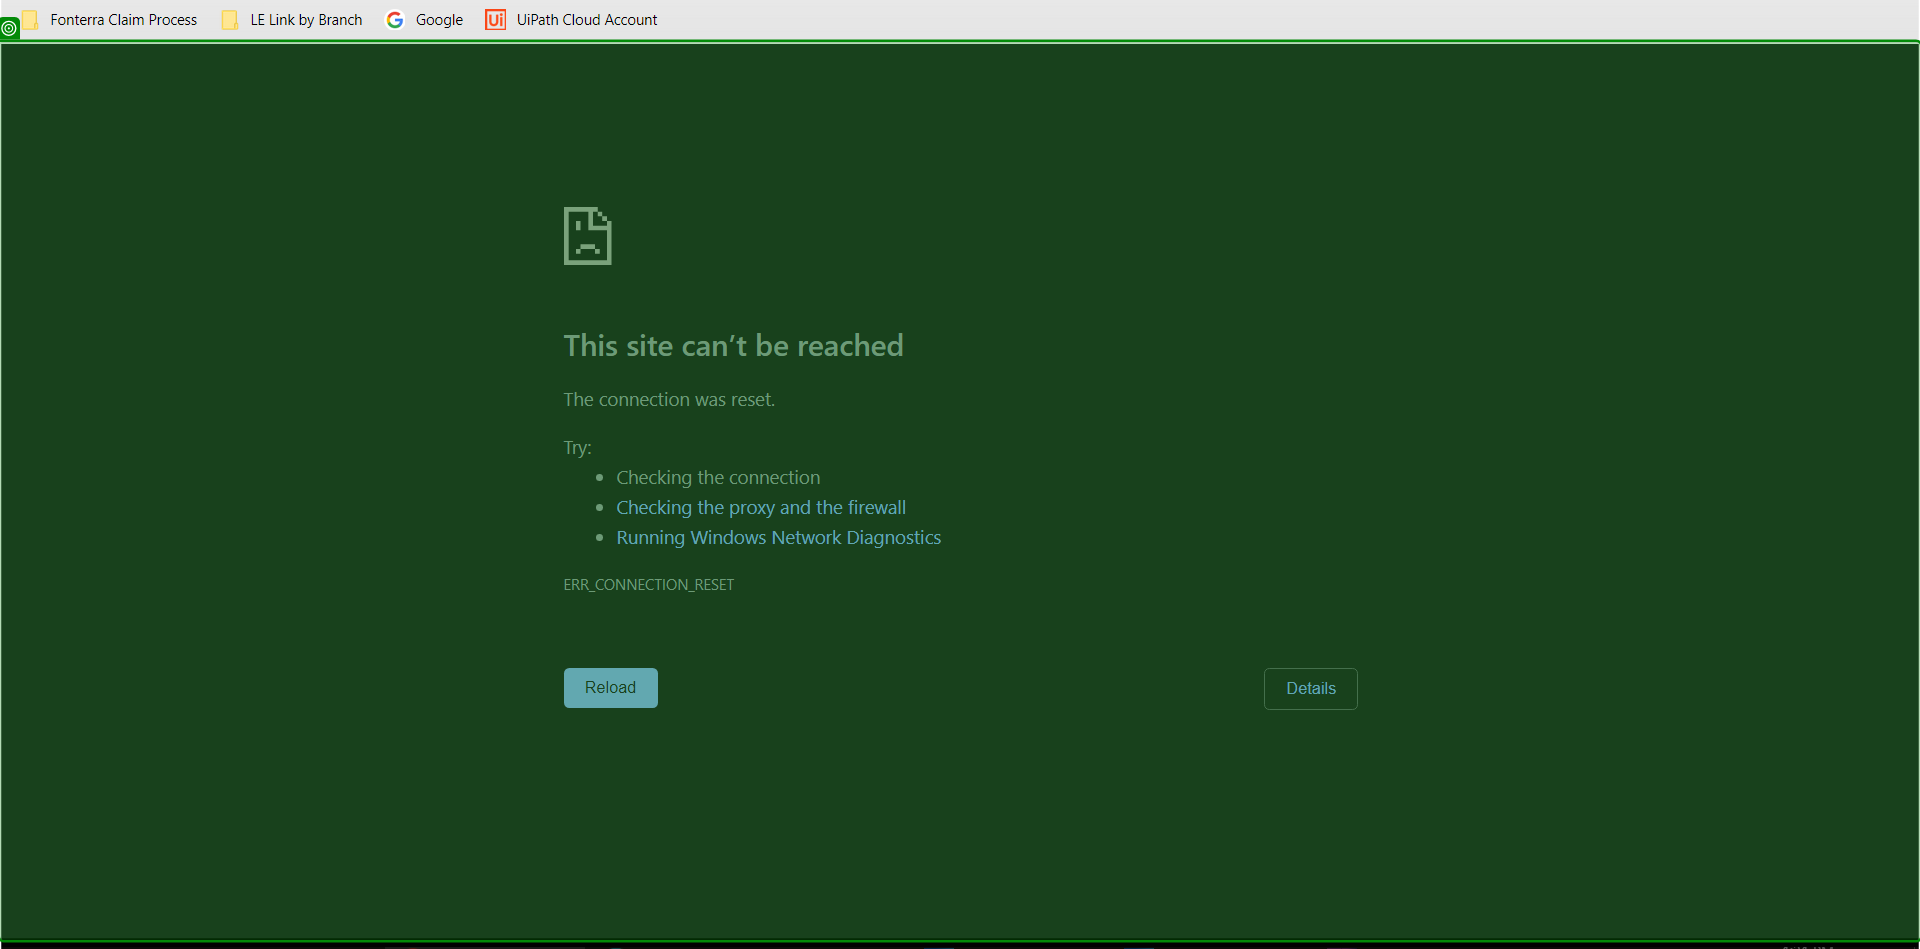 Fonterra Claim Process LE Link by Branch Google Ui UiPath Cloud Account
This site can’t be reached
The connection was reset.
Try:
• Checking the connection
• Checking the proxy and the firewall
• Running Windows Network Diagnostics
ERR_CONNECTION_RESET
Reload Details